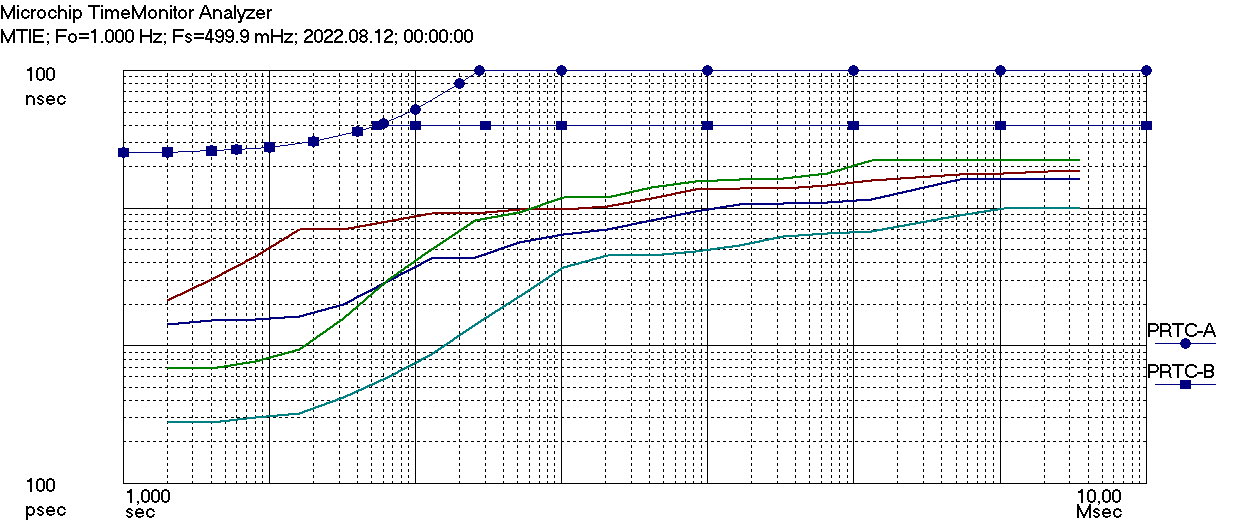 Microchip TimeMonitor Analyzer
MTIE; Fo=1.000 Hz; Fs=499.9 mHz; 2022.08.12; 00:00:00
100
nsec
PRTC-A
PRTC-B
100
psec
1,000
sec
10,00
Msec